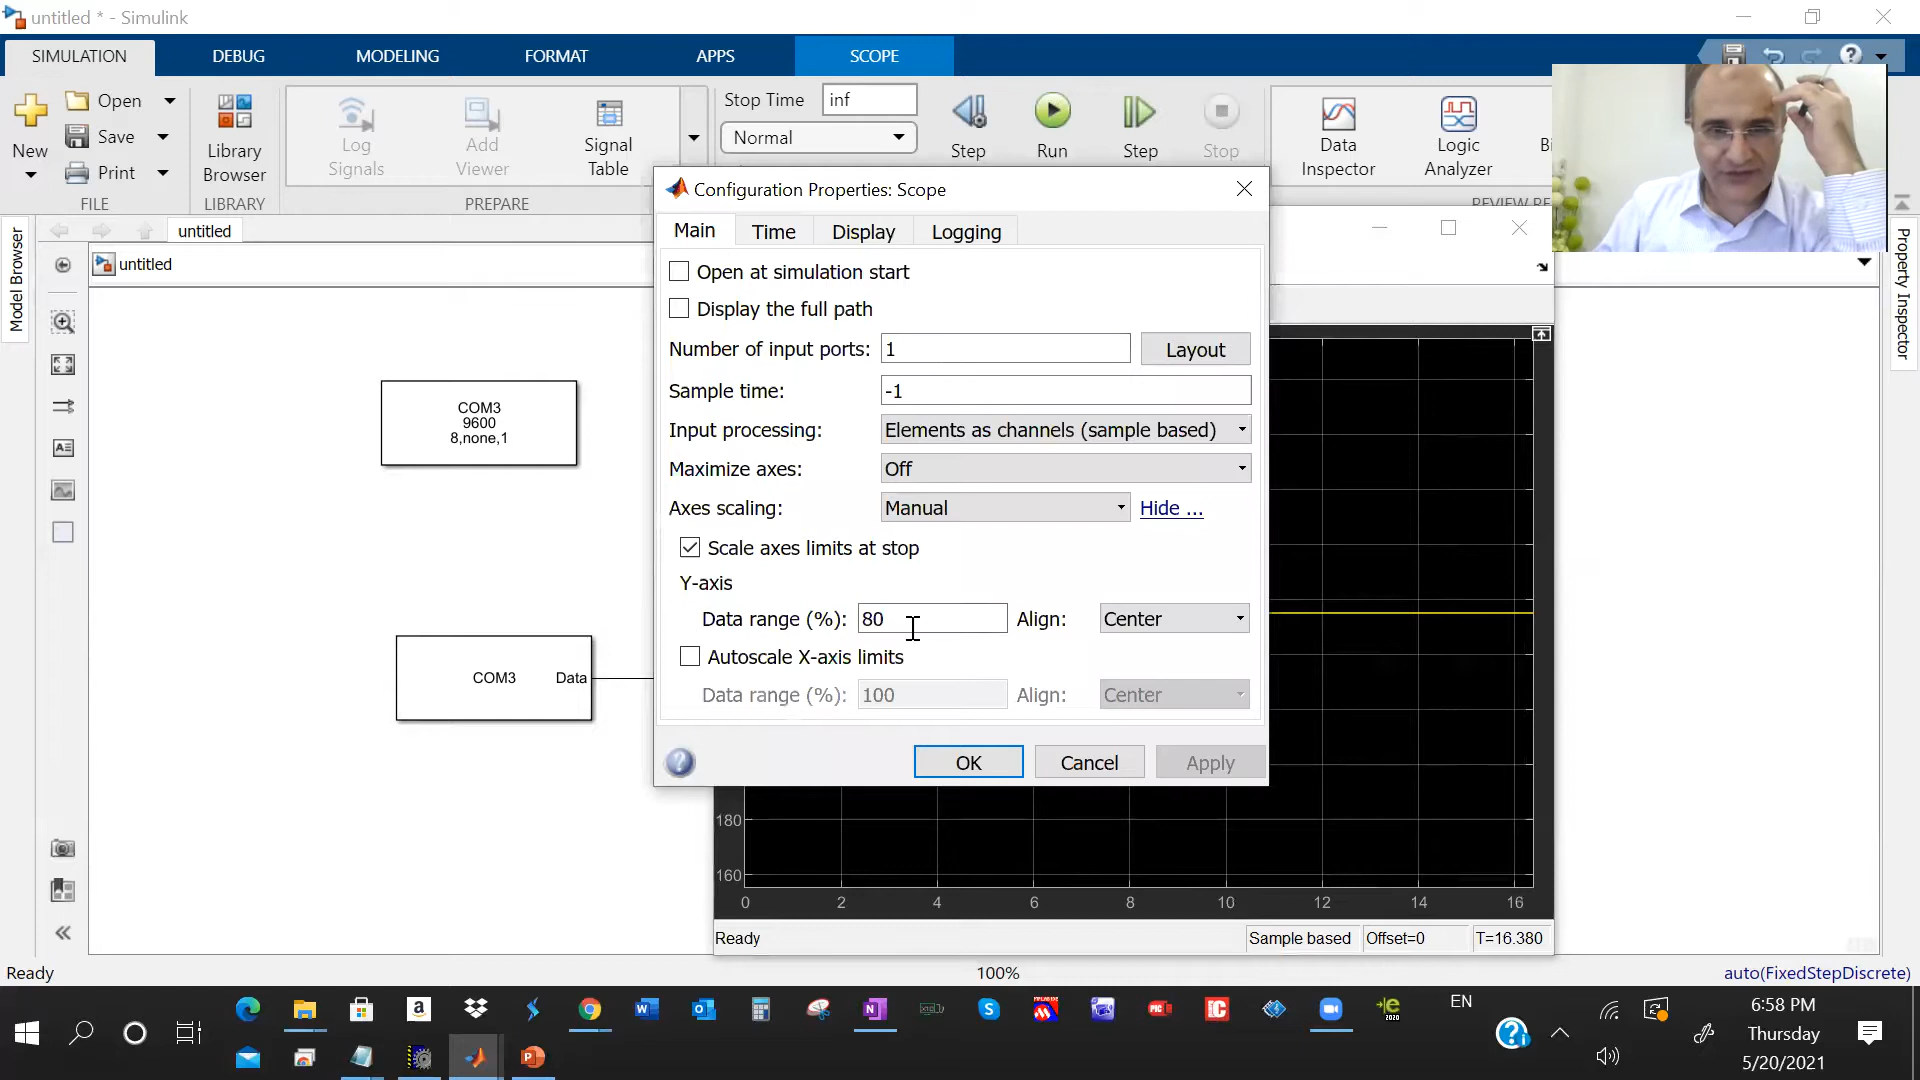 untitled * - Simulink
SIMULATION
DEBUG
MODELING
FORMAT
APPS
SCOPE
New
Open
Save
Print
FILE
Library
Browser
LIBRARY
Log
Signals
Add
Viewer
Signal
Table
PREPARE
Stop Time
inf
Normal
Step
Run
Step
Stop
Data
Inspector
Logic
Analyzer
Model Browser
untitled
untitled
Property Inspector
COM3
9600
8,none,1
COM3
Data
Configuration Properties: Scope
Main
Time
Display
Logging
Open at simulation start
Display the full path
Number of input ports:
1
Layout
Sample time:
-1
Input processing:
Elements as channels (sample based)
Maximize axes:
Off
Axes scaling:
Manual
Hide ...
Scale axes limits at stop
Y-axis
Data range (%):
80
Align:
Center
Autoscale X-axis limits
Data range (%):
100
Align:
Center
OK
Cancel
Apply
180
160
0
2
4
6
8
10
12
14
16
Ready
Sample based
Offset=0
T=16.380
Ready
100%
auto(FixedStepDiscrete)
EN
6:58 PM
Thursday
5/20/2021